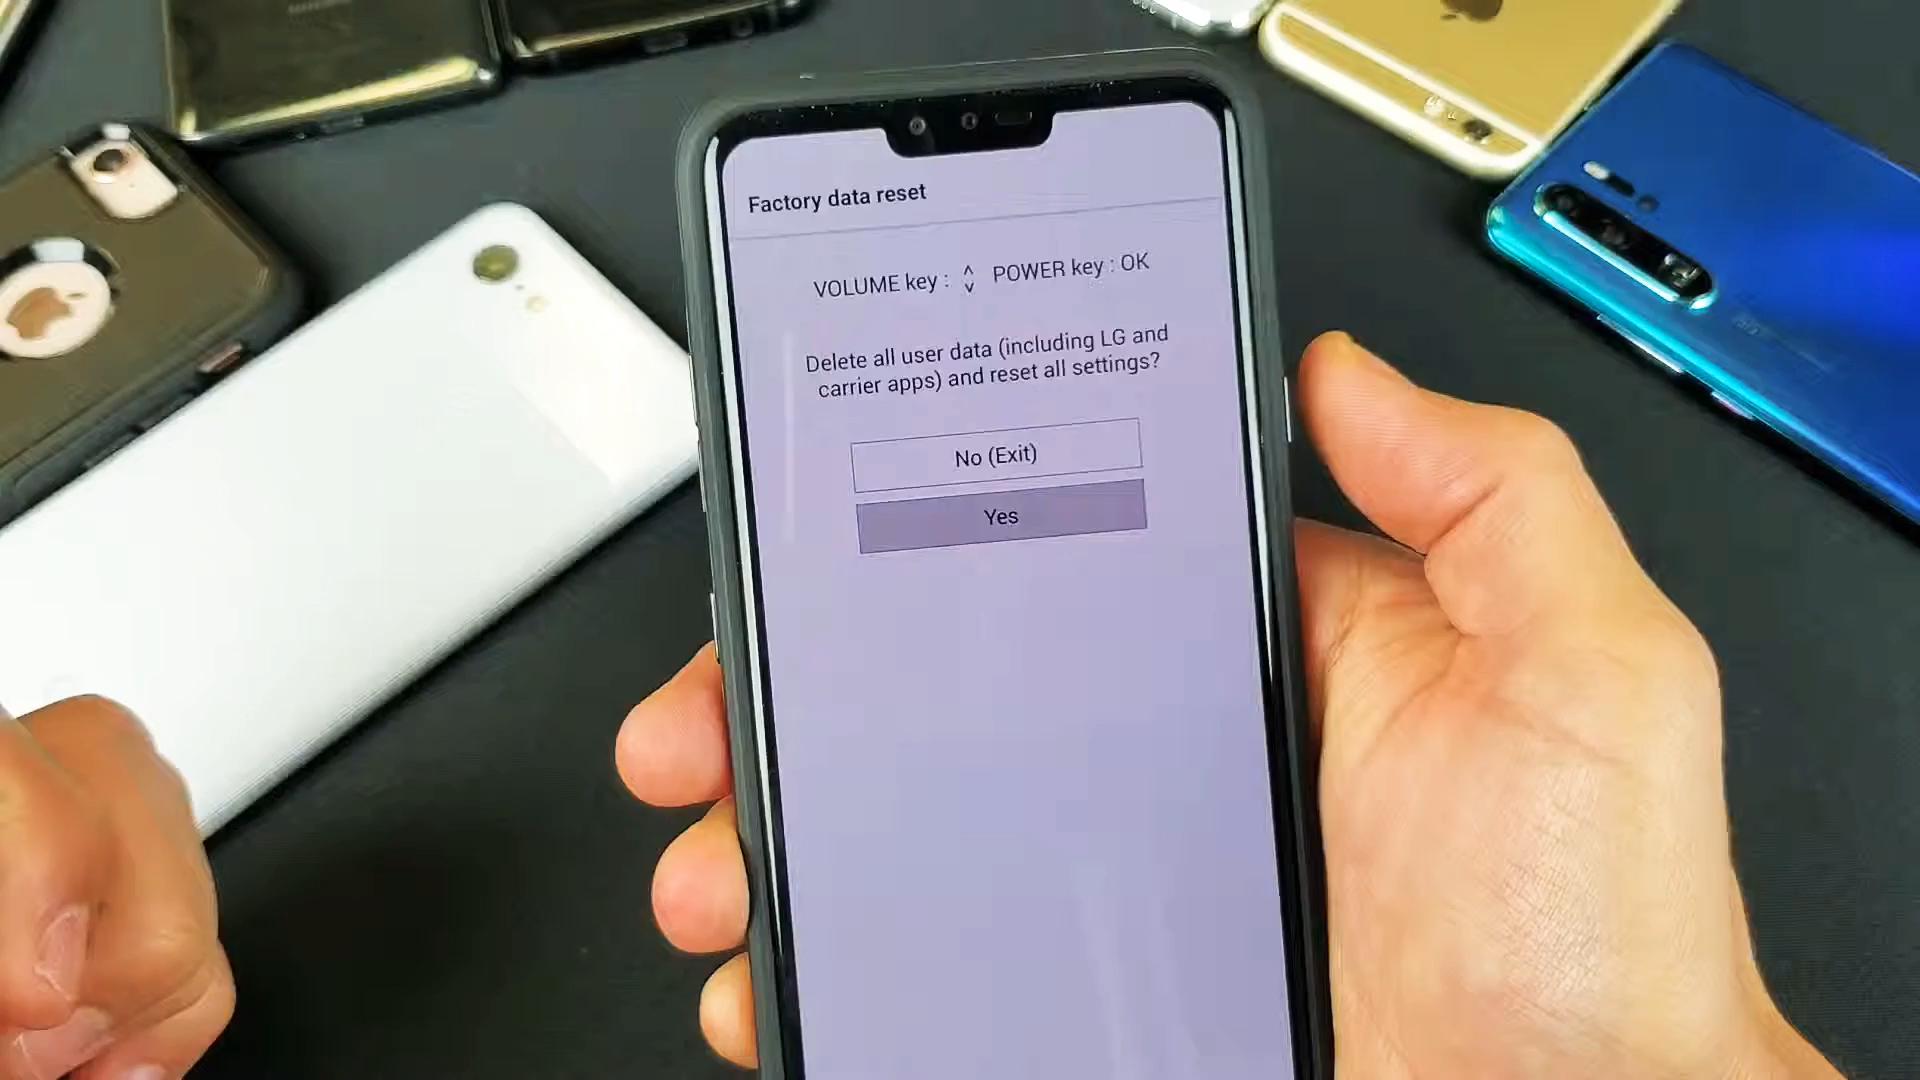 Factory data reset
VOLUME key : ^ v POWER key : OK
Delete all user data (including LG and
carrier apps) and reset all settings?
No (Exit)
Yes